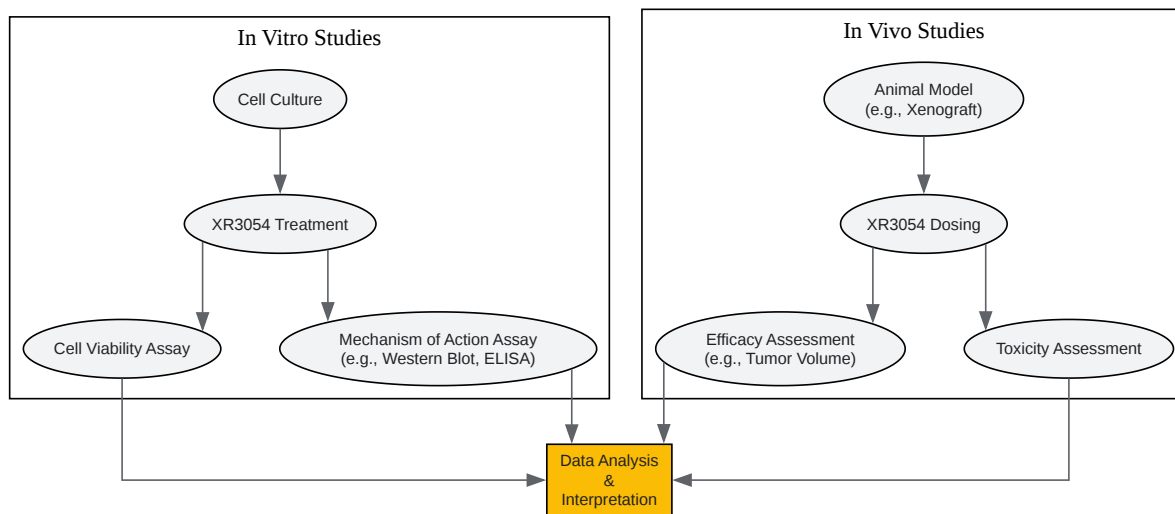 In Vitro Studies
Cell Culture
XR3054 Treatment
Cell Viability Assay
Mechanism of Action Assay
(e.g., Western Blot, ELISA)
In Vivo Studies
Animal Model
(e.g., Xenograft)
XR3054 Dosing
Efficacy Assessment
(e.g., Tumor Volume)
Toxicity Assessment
Data Analysis
&
Interpretation